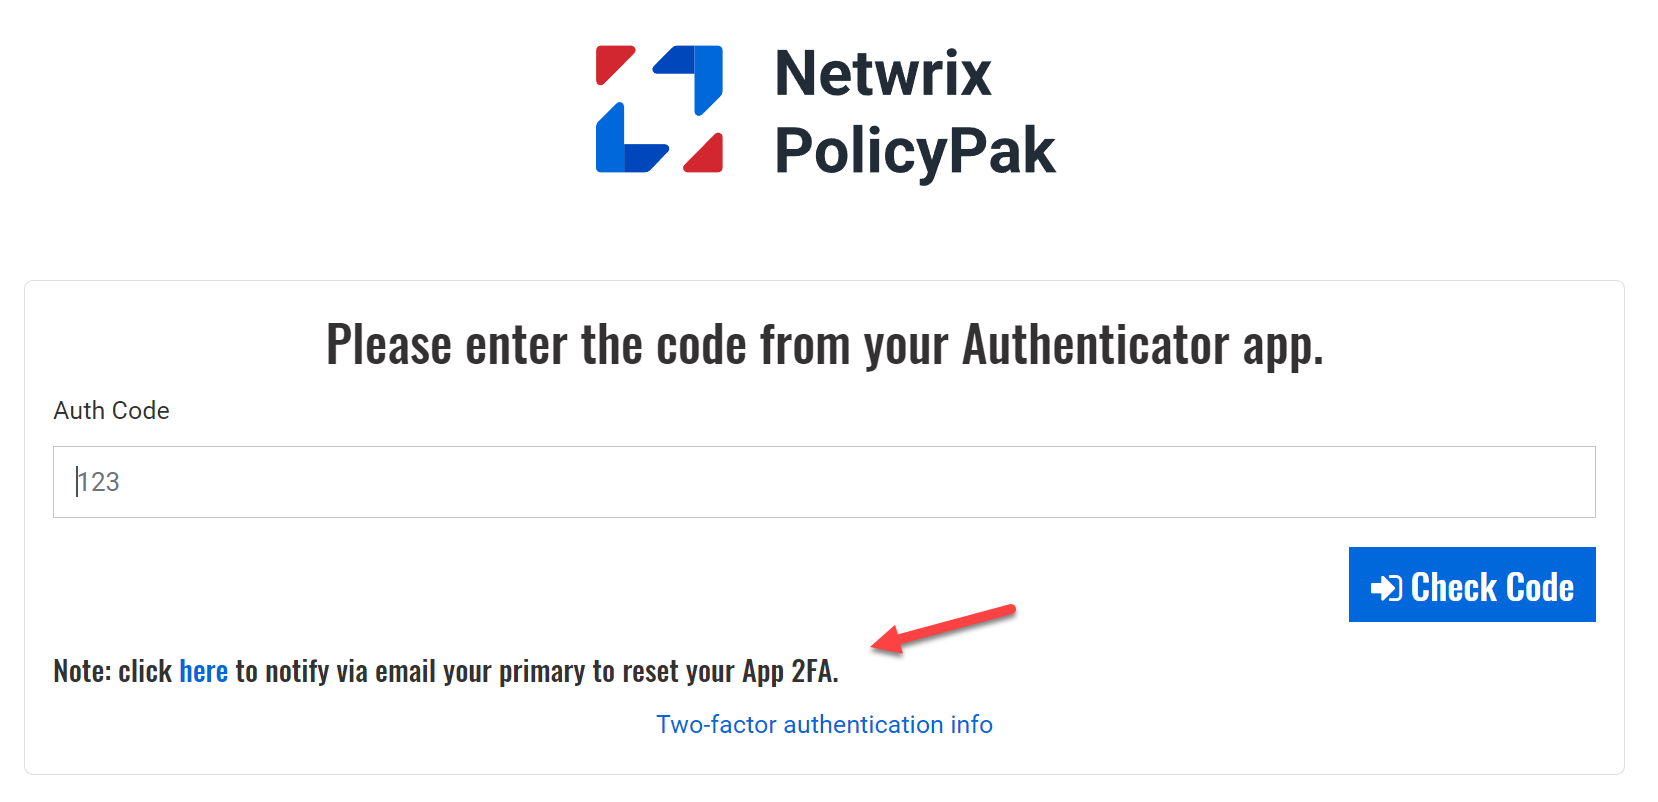 Netwrix
PolicyPak
Please enter the code from your Authenticator app.
Auth Code
123
Check Code
Note: click here to notify via email your primary to reset your App 2FA.
Two-factor authentication info